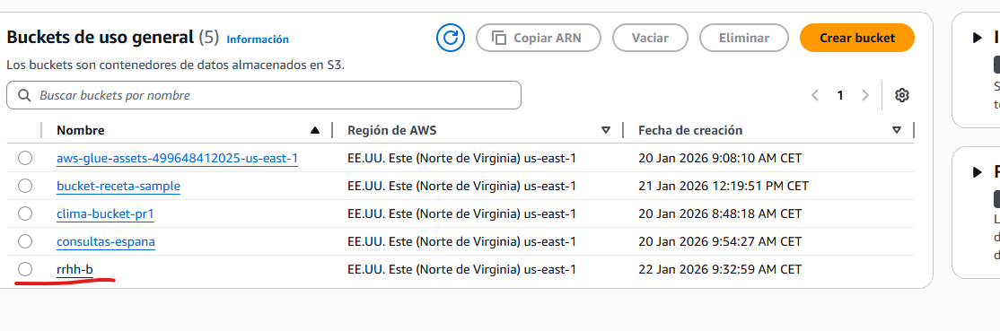 Buckets de uso general (5) Información
Copiar ARN
Vaciar
Eliminar
Crear bucket
Los buckets son contenedores de datos almacenados en S3.
Buscar buckets por nombre
1
Nombre Región de AWS Fecha de creación
aws-glue-assets-499648412025-us-east-1 EE.UU. Este (Norte de Virginia) us-east-1 20 Jan 2026 9:08:10 AM CET
bucket-receta-sample EE.UU. Este (Norte de Virginia) us-east-1 21 Jan 2026 12:19:51 PM CET
clima-bucket-pr1 EE.UU. Este (Norte de Virginia) us-east-1 20 Jan 2026 8:48:18 AM CET
consultas-espana EE.UU. Este (Norte de Virginia) us-east-1 20 Jan 2026 9:54:27 AM CET
rrhh-b EE.UU. Este (Norte de Virginia) us-east-1 22 Jan 2026 9:32:59 AM CET